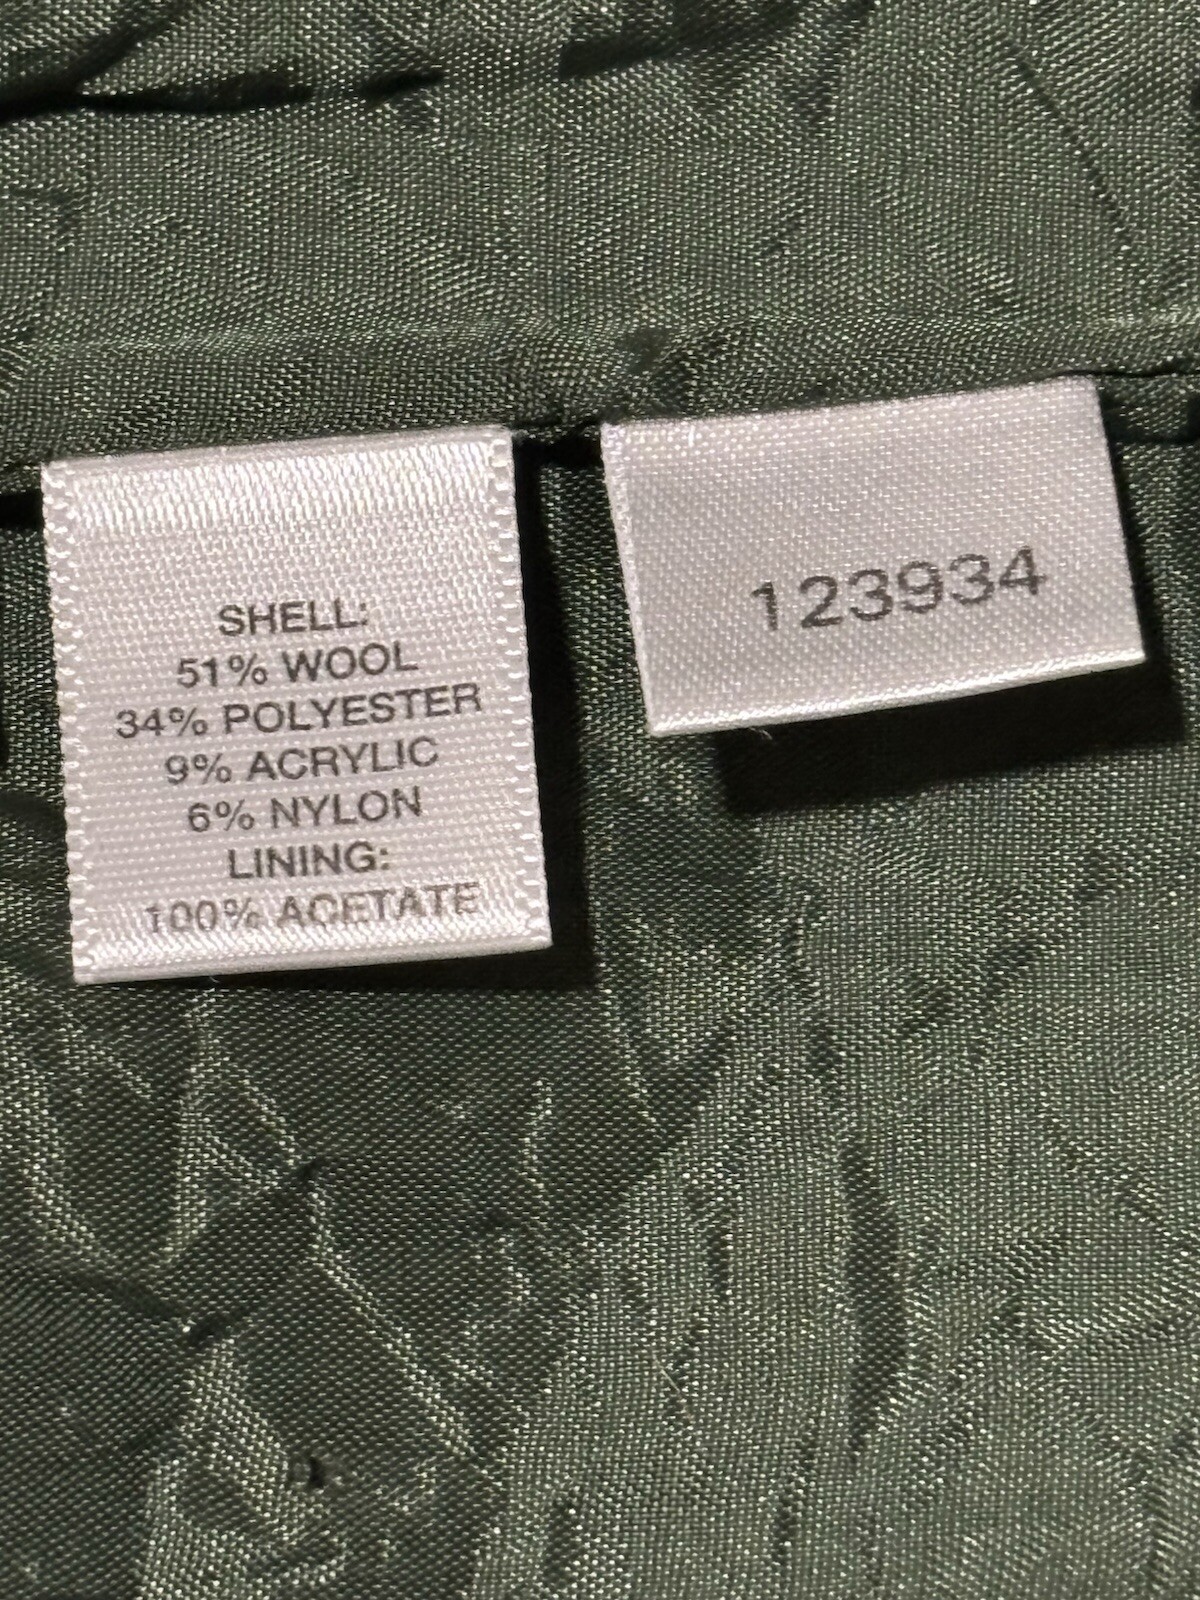 SHELL:
51% WOOL
34% POLYESTER
9% ACRYLIC
6% NYLON
LINING:
100% ACETATE
123934